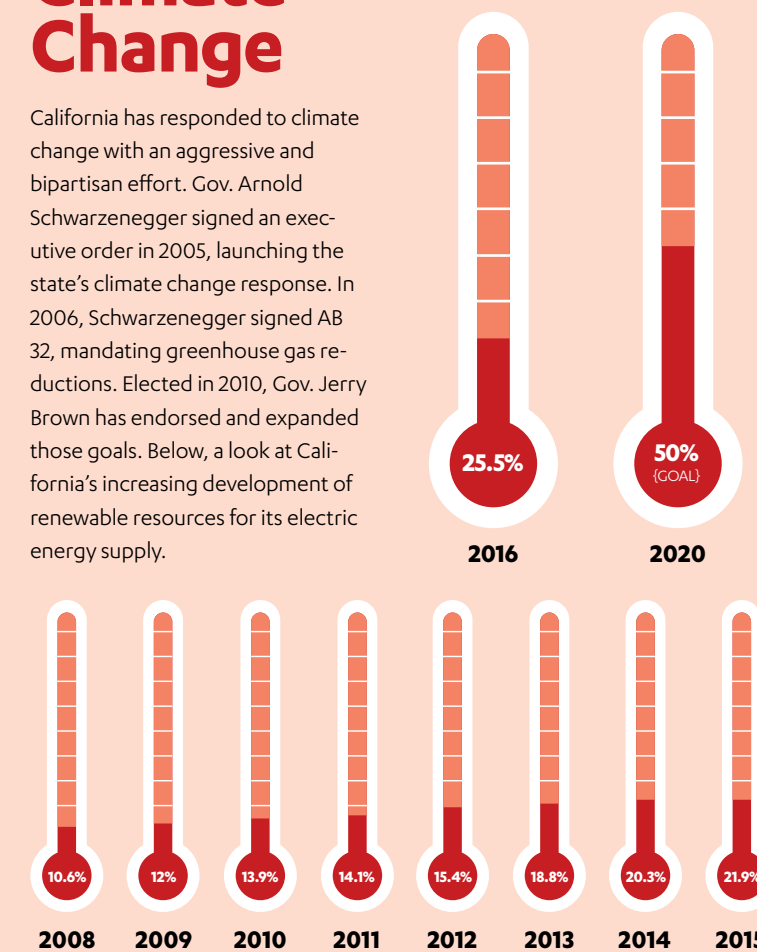 Climate
Change
California has responded to climate
change with an aggressive and
bipartisan effort. Gov. Arnold
Schwarzenegger signed an exec-
utive order in 2005, launching the
state’s climate change response. In
2006, Schwarzenegger signed AB
32, mandating greenhouse gas re-
ductions. Elected in 2010, Gov. Jerry
Brown has endorsed and expanded
those goals. Below, a look at Cali-
fornia’s increasing development of
renewable resources for its electric
energy supply.
25.5%
2016
50%
{GOAL}
2020
10.6%
12%
13.9%
14.1%
15.4%
18.8%
20.3%
21.9%
2008
2009
2010
2011
2012
2013
2014
2015